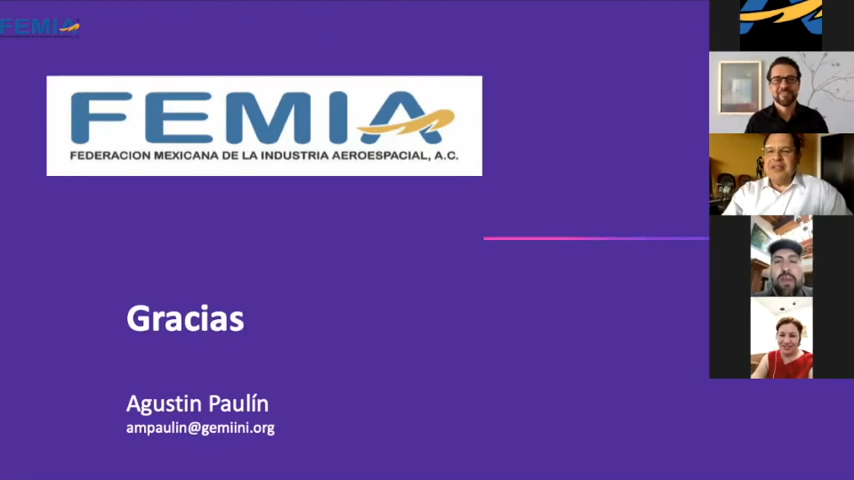 FEMIA
FEMIA
FEDERACION MEXICANA DE LA INDUSTRIA AEROESPACIAL, A.C.
Gracias
Agustin Paulín
ampaulin@gemiini.org